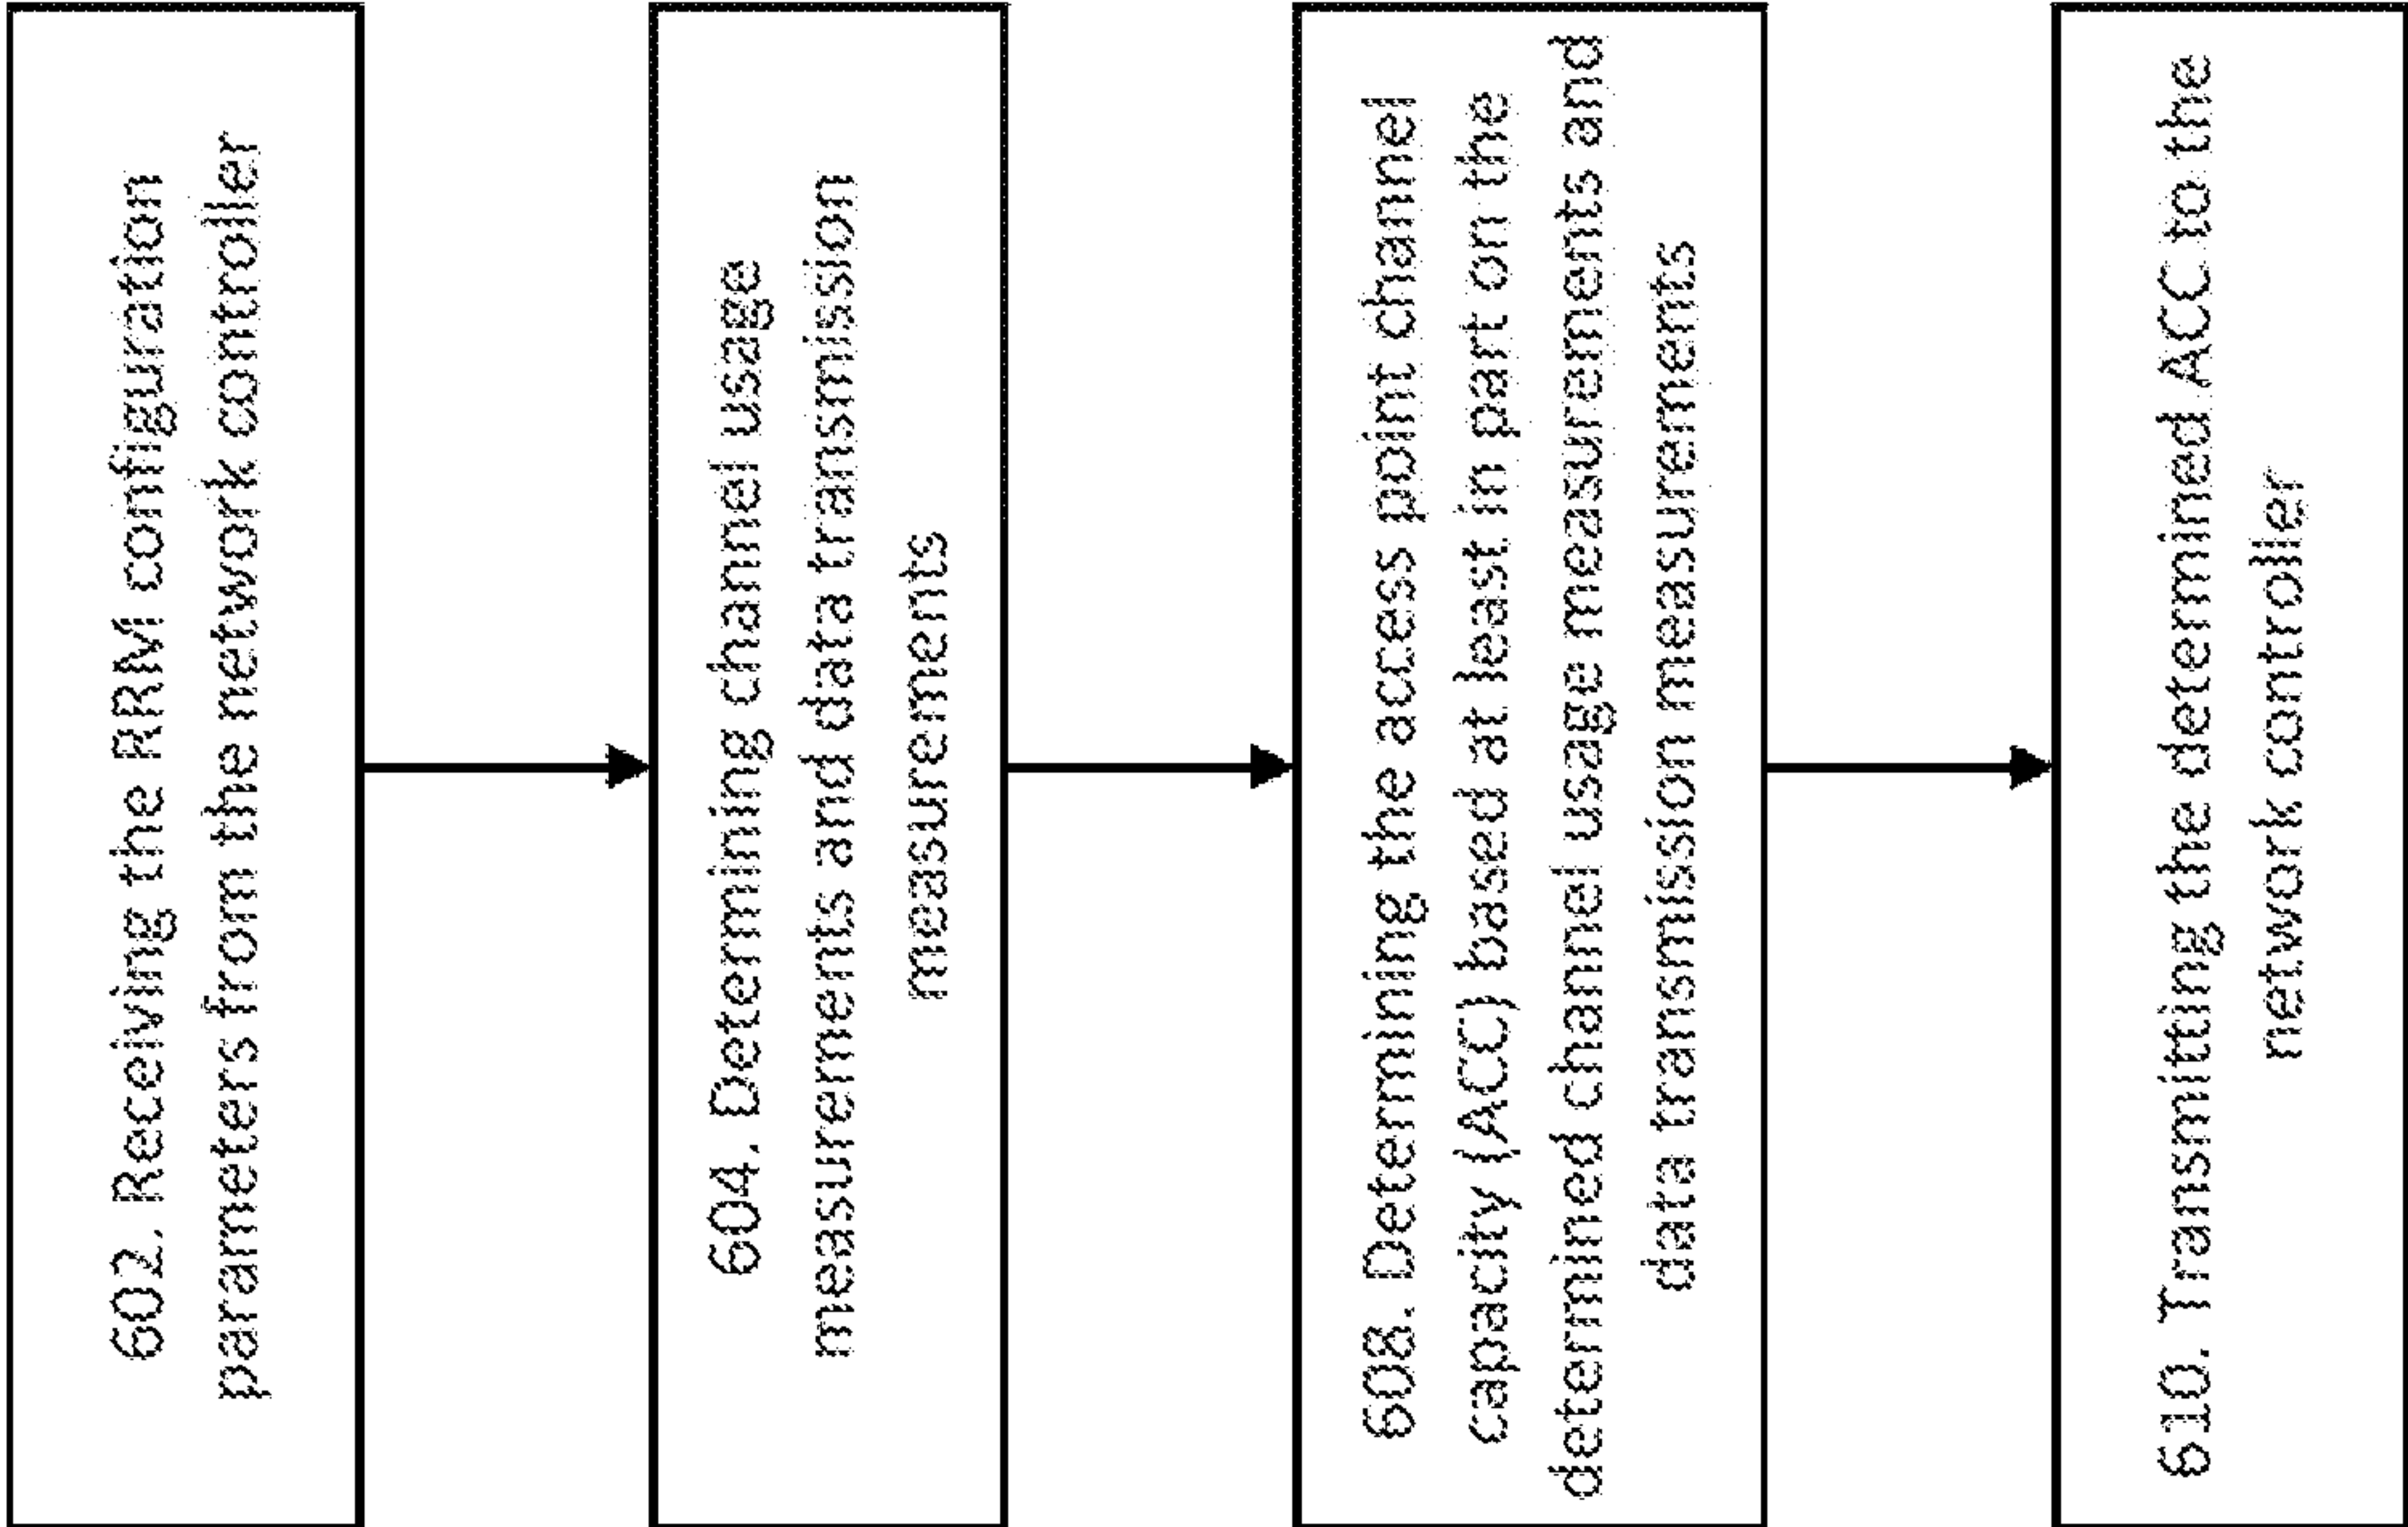 602. Receiving the RRM configuration
parameters from the network controller
604. Determining channel usage
measurements and data transmission
measurements
608. Determining the access point channel
capacity (ACC) based at least in part on the
determined channel usage measurements and
data transmission measurements
610. Transmitting the determined ACC to the
network controller